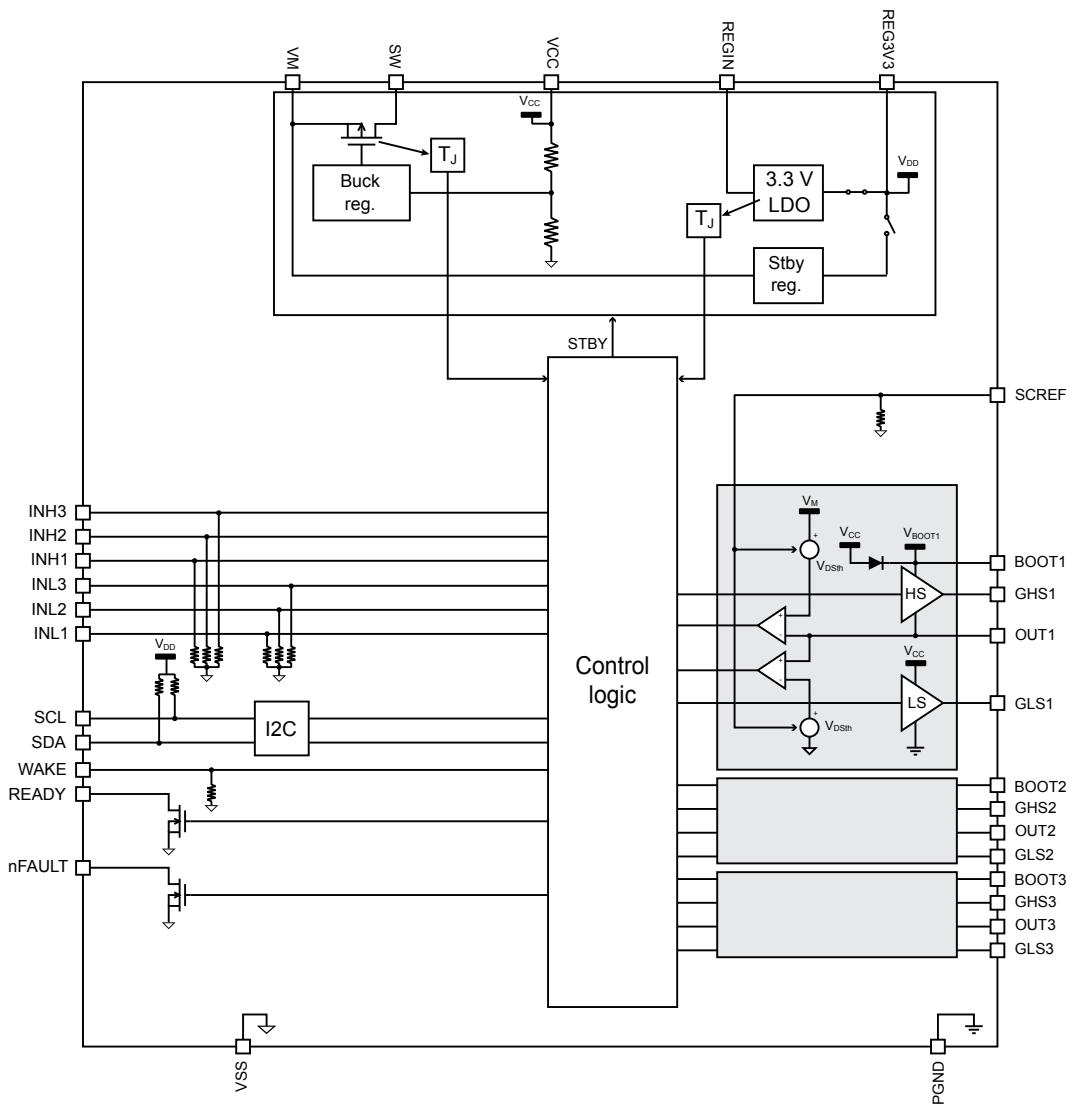 VM
SW
VCC
REGIN
REG3V3
VCC
TJ
Buck
reg.
3.3 V
LDO
VDD
TJ
Stby
reg.
STBY
SCREF
INH3
INH2
INH1
INL3
INL2
INL1
VDD
SCL
SDA
WAKE
READY
nFAULT
I2C
Control
logic
VM
+
VDSth
VCC
VBOOT1
HS
+
-
+
-
VCC
LS
+
VDSth
BOOT1
GHS1
OUT1
GLS1
BOOT2
GHS2
OUT2
GLS2
BOOT3
GHS3
OUT3
GLS3
VSS
PGND